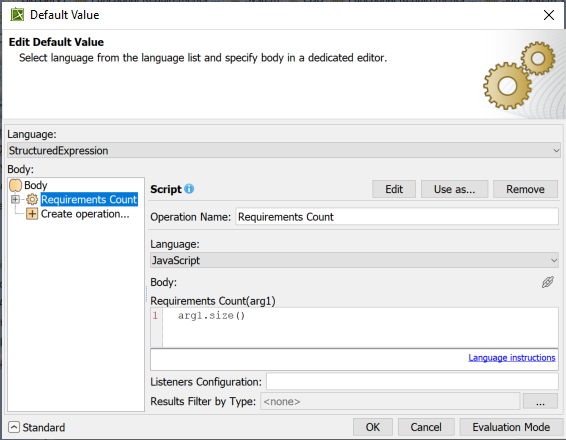 Default Value
Edit Default Value
Select language from the language list and specify body in a dedicated editor.
Language:
StructuredExpression
Body:
Body
Requirements Count
Create operation...
Script
Edit
Use as...
Remove
Operation Name: Requirements Count
Language:
JavaScript
Body:
Requirements Count(arg1)
1 arg1.size()
Language instructions
Listeners Configuration:
Results Filter by Type: <none>
...
Standard
OK
Cancel
Evaluation Mode